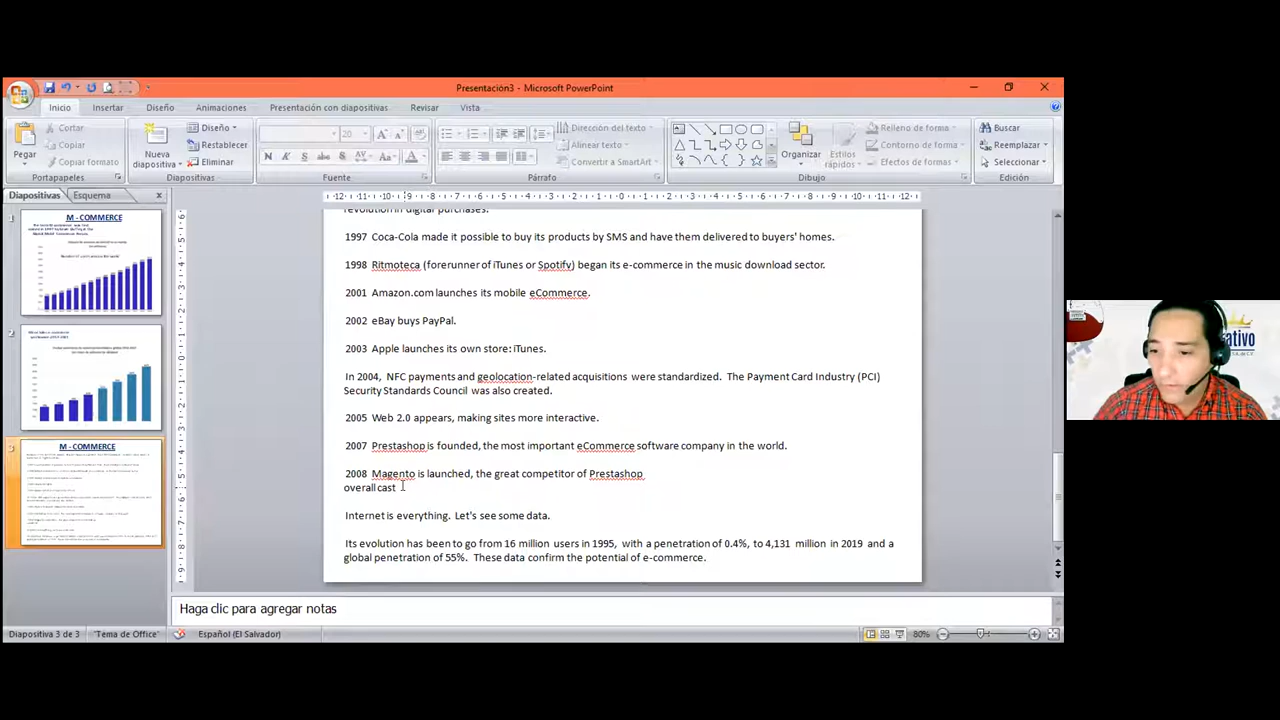 Presentación3 - Microsoft PowerPoint
Inicio
Insertar
Diseño
Animaciones
Presentación con diapositivas
Revisar
Vista
Pegar
Cortar
Copiar
Copiar formato
Portapapeles
Nueva
diapositiva
Diseño
Restablecer
Eliminar
Diapositivas
20
Fuente
Párrafo
Dirección del texto
Alinear texto
Convertir a SmartArt
Organizar
Estilos
rápidos
Relleno de forma
Contorno de forma
Efectos de formas
Dibujo
Buscar
Reemplazar
Seleccionar
Edición
Diapositivas
Esquema
1
M - COMMERCE
2
3
M - COMMERCE
revolution in digital purchases.
1997 Coca-Cola made it possible to buy its products by SMS and have them delivered to buyers' homes.
1998 Ritmoteca (forerunner of iTunes or Spotify) began its e-commerce in the music download sector.
2001 Amazon.com launches its mobile eCommerce.
2002 eBay buys PayPal.
2003 Apple launches its own store: iTunes.
In 2004, NFC payments and geolocation-related acquisitions were standardized. The Payment Card Industry (PCI)
Security Standards Council was also created.
2005 Web 2.0 appears, making sites more interactive.
2007 Prestashop is founded, the most important eCommerce software company in the world.
2008 Magento is launched, the great competitor of Prestashop.
overall cast
Internet is everything. Let's see some data.
Its evolution has been to go from 16 million users in 1995, with a penetration of 0.4%, to 4,131 million in 2019 and a
global penetration of 55%. These data confirm the potential of e-commerce.
Haga clic para agregar notas
Diapositiva 3 de 3
"Tema de Office"
Español (El Salvador)
80%
ativo